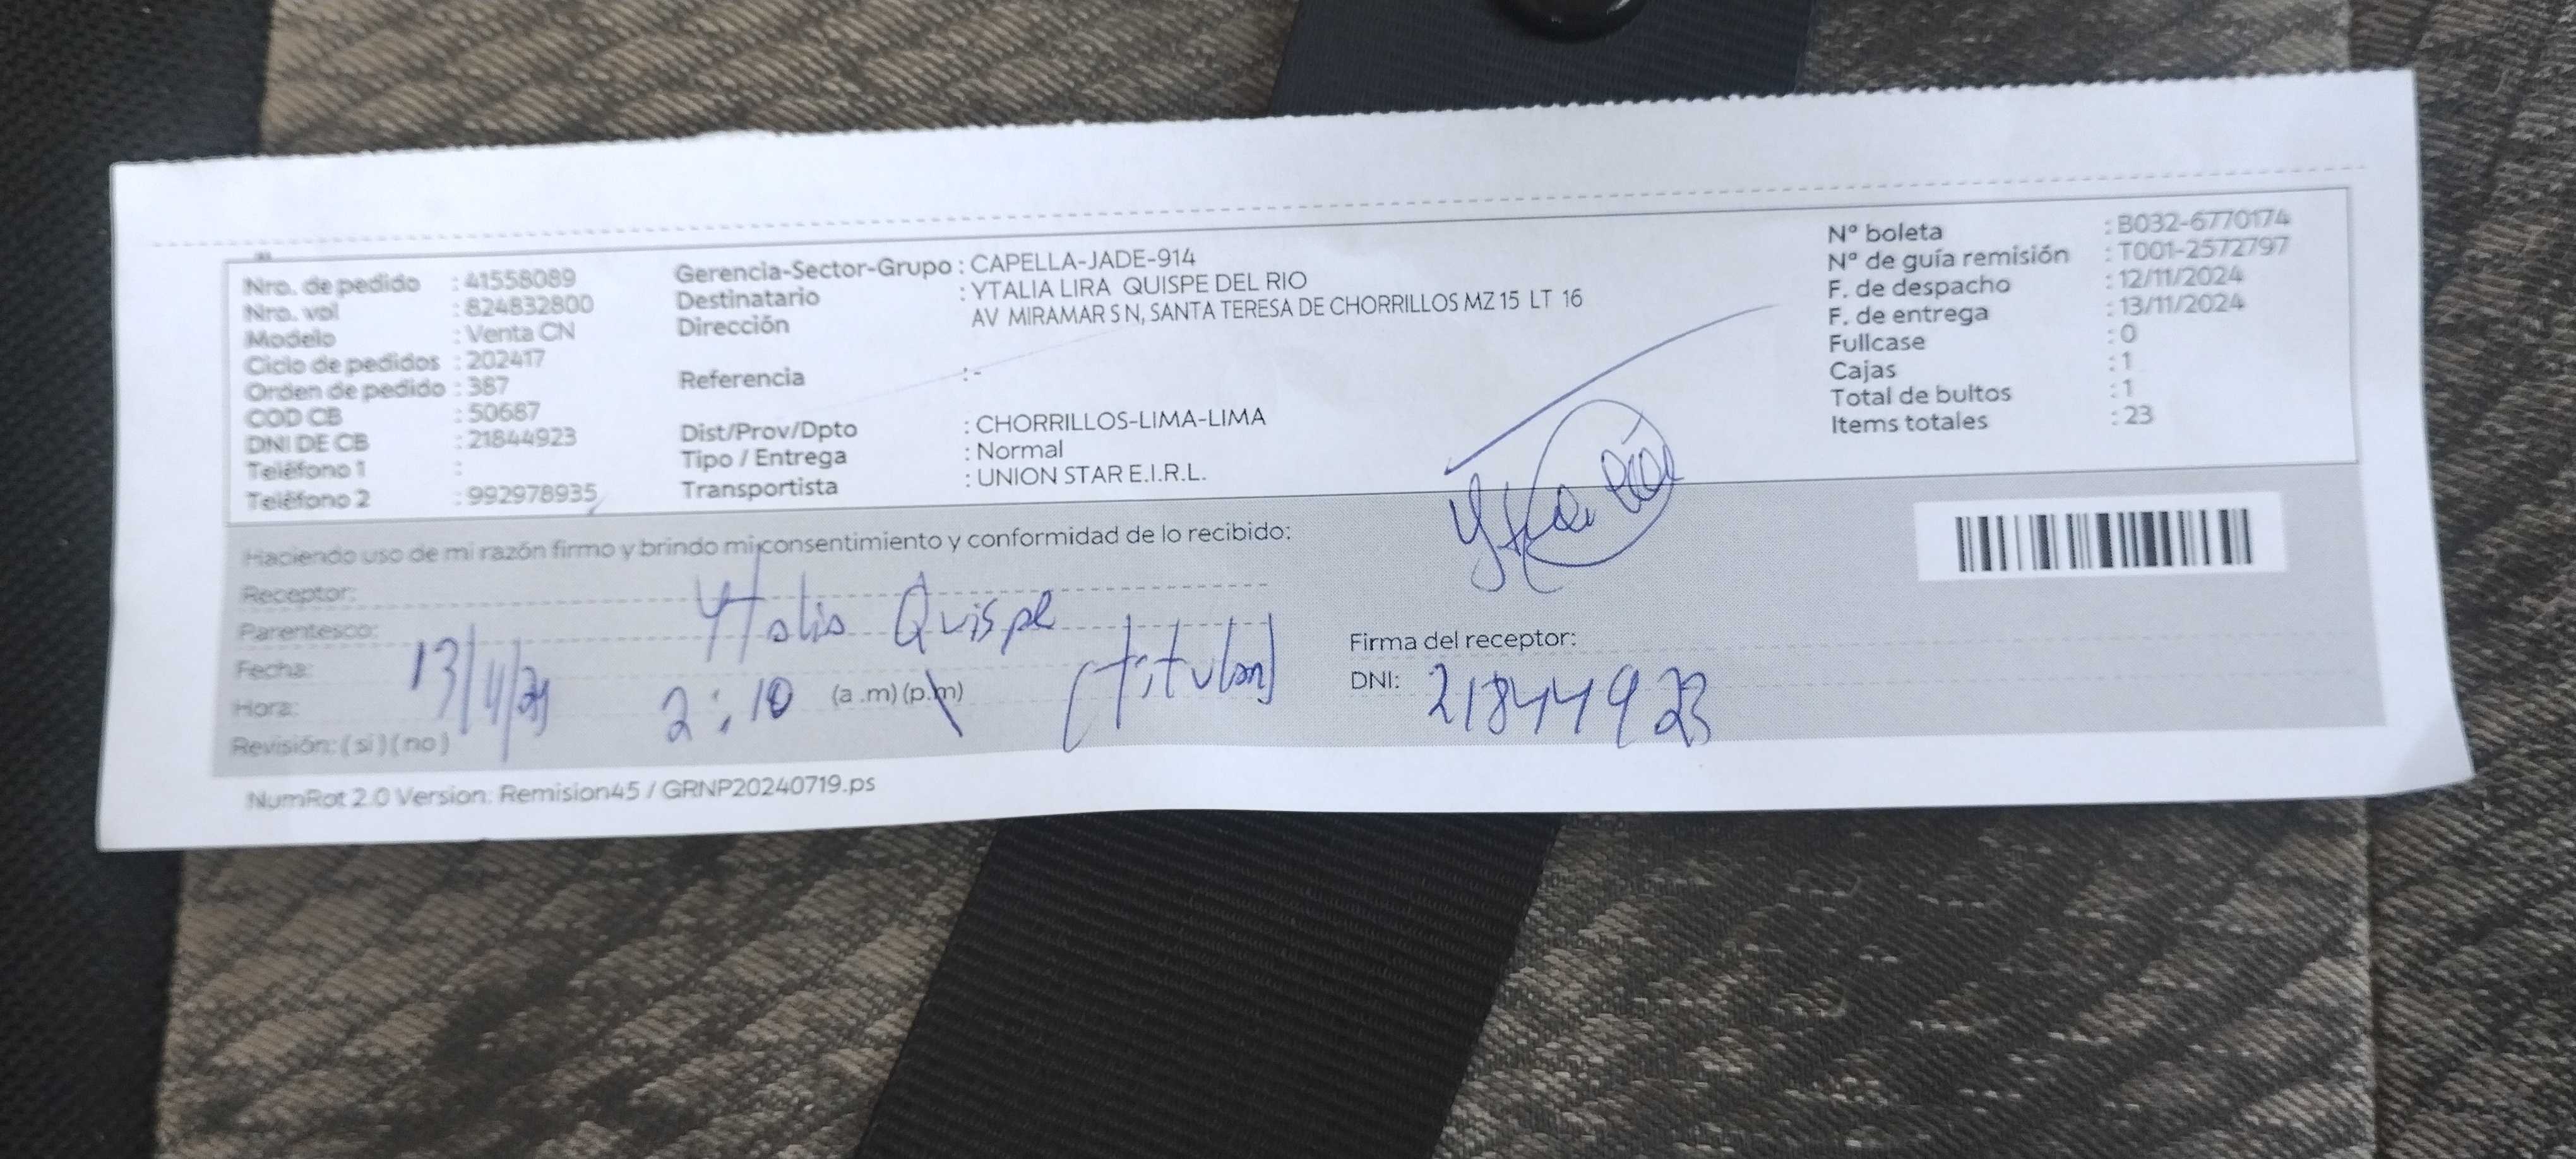 Nro. de pedido : 41558089
Nro. vol : 824832800
Modelo : Venta CN
Ciclo de pedidos : 202417
Orden de pedido : 387
COD CB : 50687
DNI DE CB : 21844923
Teléfono 1 :
Teléfono 2 : 992978935
Gerencia-Sector-Grupo : CAPELLA-JADE-914
Destinatario : YTALIA LIRA QUISPE DEL RIO
Dirección AV MIRAMAR S N, SANTA TERESA DE CHORRILLOS MZ 15 LT 16
Referencia : -
Dist/Prov/Dpto : CHORRILLOS-LIMA-LIMA
Tipo / Entrega : Normal
Transportista : UNION STAR E.I.R.L.
Nº boleta : B032-6770174
Nº de guía remisión : T001-2572797
F. de despacho : 12/11/2024
F. de entrega : 13/11/2024
Fullcase : 0
Cajas : 1
Total de bultos : 1
Items totales : 23
Haciendo uso de mi razón firmo y brindo mi consentimiento y conformidad de lo recibido:
Receptor: Ytalia Quispe
Parentesco: (titular)
Fecha: 13/11/24
Hora: 2:10 (a .m) (p.m)
Revisión: ( si ) ( no )
Firma del receptor:
DNI: 21844923
NumRot 2.0 Version: Remision45 / GRNP20240719.ps